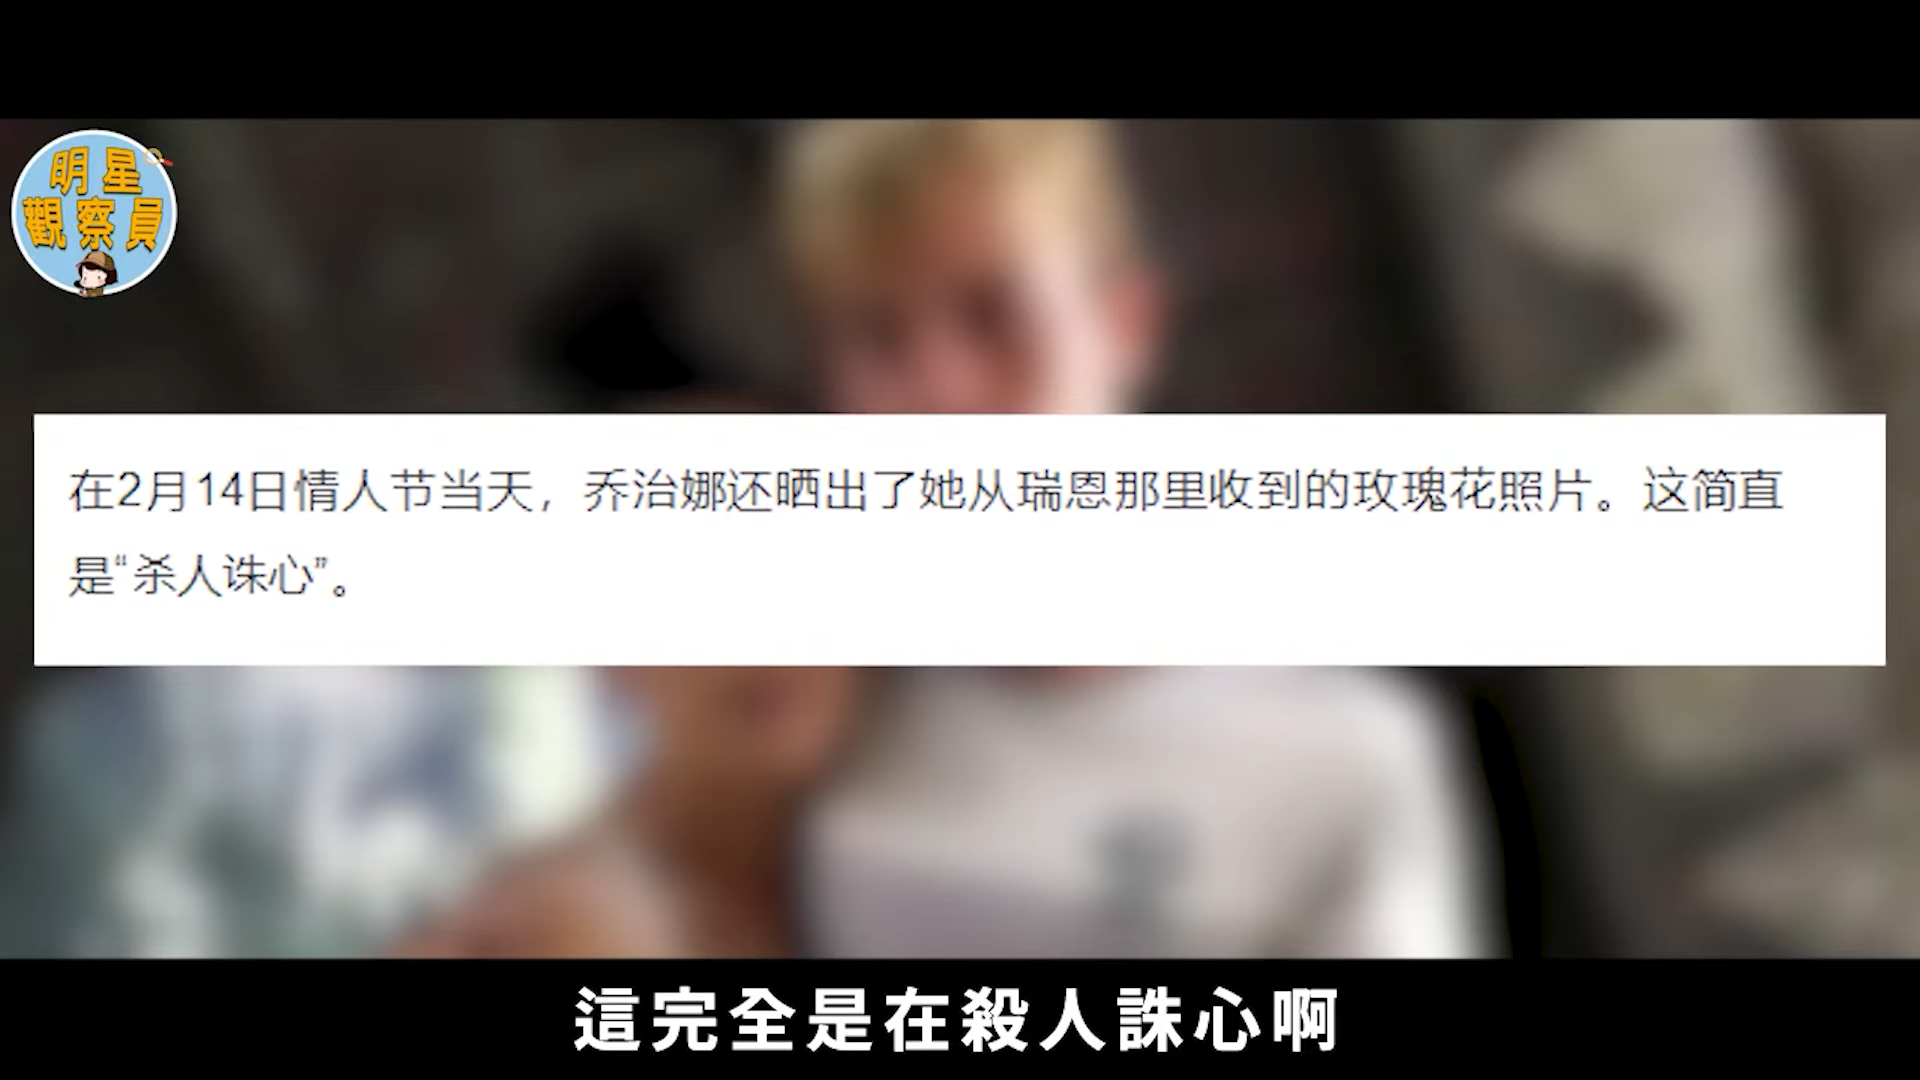 明星
觀察員
在2月14日情人节当天，乔治娜还晒出了她从瑞恩那里收到的玫瑰花照片。这简直
是“杀人诛心”。
這完全是在殺人誅心啊